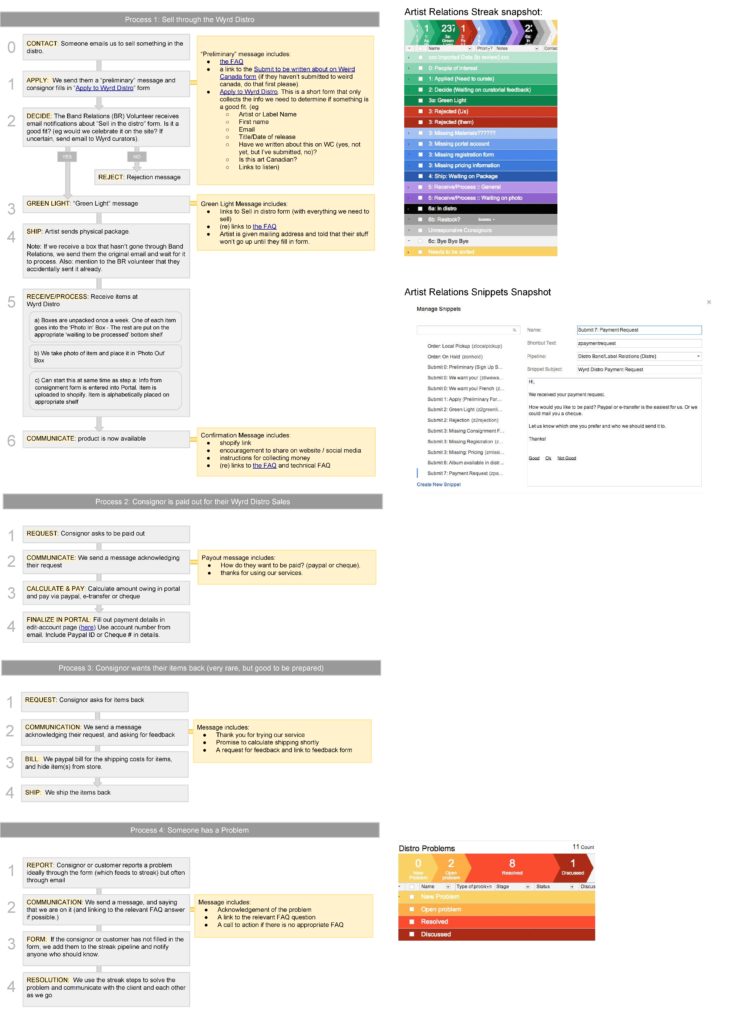 Process 1: Sell through the Wyrd Distro
0
CONTACT: Someone emails us to sell something in the
distro.
1
APPLY: We send them a “preliminary” message and
consignor fills in “Apply to Wyrd Distro” form
2
DECIDE: The Band Relations (BR) Volunteer receives
email notifications about “Sell in the distro” form. Is it a
good fit? (eg would we celebrate it on the site? If
uncertain, send email to Wyrd curators).
YES
NO
REJECT: Rejection message
“Preliminary” message includes:
● the FAQ
● a link to the Submit to be written about on Weird
Canada form (if they haven't submitted to weird
canada, do that first please)
● Apply to Wyrd Distro. This is a short form that only
collects the info we need to determine if something is
a good fit. (eg
○ Artist or Label Name
○ First name
○ Email
○ Title/Date of release
○ Have we written about this on WC (yes, not
yet, but I've submitted, no)?
○ Is this art Canadian?
○ Links to listen)
3
GREEN LIGHT: “Green Light” message
Green Light Message includes:
● links to Sell in distro form (with everything we need to
sell)
● (re) links to the FAQ
● Artist is given mailing address and told that their stuff
won't go up until they fill in form.
4
SHIP: Artist sends physical package.
Note: If we receive a box that hasn't gone through Band
Relations, we send them the original email and wait for it
to process. Also: mention to the BR volunteer that they
accidentally sent it already.
5
RECEIVE/PROCESS: Receive items at
Wyrd Distro
a) Boxes are unpacked once a week. One of each item
goes into the 'Photo In' Box - The rest are put on the
appropriate 'waiting to be processed' bottom shelf
b) We take photo of item and place it in 'Photo Out'
Box
c) Can start this at same time as step a: Info from
consignment form is entered into Portal. Item is
uploaded to shopify. Item is alphabetically placed on
appropriate shelf
6
COMMUNICATE: product is now available
Confirmation Message includes:
● shopify link
● encouragement to share on website / social media
● instructions for collecting money
● (re) links to the FAQ and technical FAQ
Process 2: Consignor is paid out for their Wyrd Distro Sales
1
REQUEST: Consignor asks to be paid out
2
COMMUNICATE: We send a message acknowledging
their request
Payout message includes:
● How do they want to be paid? (paypal or cheque).
● thanks for using our services.
3
CALCULATE & PAY: Calculate amount owing in portal
and pay via paypal, e-transfer or cheque
4
FINALIZE IN PORTAL: Fill out payment details in
edit-account page (here) Use account number from
email. Include Paypal ID or Cheque # in details.
Process 3: Consignor wants their items back (very rare, but good to be prepared)
1
REQUEST: Consignor asks for items back
2
COMMUNICATION: We send a message
acknowledging their request, and asking for feedback
Message includes:
● Thank you for trying our service
● Promise to calculate shipping shortly
● A request for feedback and link to feedback form
3
BILL: We paypal bill for the shipping costs for items,
and hide item(s) from store.
4
SHIP: We ship the items back
Process 4: Someone has a Problem
1
REPORT: Consignor or customer reports a problem
ideally through the form (which feeds to streak) but often
through email
2
COMMUNICATION: We send a message, and saying
that we are on it (and linking to the relevant FAQ answer
if possible.)
Message includes:
● Acknowledgement of the problem
● A link to the relevant FAQ question
● A call to action if there is no appropriate FAQ
3
FORM: If the consignor or customer has not filled in the
form, we add them to the streak pipeline and notify
anyone who should know.
4
RESOLUTION: We use the streak steps to solve the
problem and communicate with the client and each other
as we go
Artist Relations Streak snapshot:
1 237 1
Name Notes
0: People of interest
1: Applied (Need to curate)
2: Decide (Waiting on curatorial feedback)
3a: Green Light
3: Rejected (Us)
3: Rejected (them)
3: Missing Materials??????
3: Missing portal account
3: Missing registration form
3: Missing pricing information
4: Ship: Waiting on Package
5: Receive/Process :: General
5: Receive/Process :: Waiting on photo
6a: In distro
6b: Restock?
Unresponsive Consignors
6c: Bye Bye Bye
Needs to be sorted
Artist Relations Snippets Snapshot
Manage Snippets
Order: Local Pickup (zlocalpickup)
Order: On Hold (zonhold)
Submit 0: Preliminary (Sign Up S...
Submit 0: We want your (zllwewa...
Submit 0: We want your French (z...
Submit 1: Apply (Preliminary For...
Submit 2: Green Light (z2greenli...
Submit 2: Rejection (z2rejection)
Submit 3: Missing Consignment F...
Submit 3: Missing Registration (z...
Submit 3: Missing: Pricing (zmissi...
Submit 6: Album available in distr...
Submit 7: Payment Request (zpa...
Create New Snippet
Name: Submit 7: Payment Request
Shortcut Text: zpaymentrequest
Pipeline: Distro Band/Label Relations (Distro)
Snippet Subject: Wyrd Distro Payment Request
Hi,
We received your payment request.
How would you like to be paid? Paypal or e-transfer is the easiest for us. Or we
could mail you a cheque.
Let us know which one you prefer and who we should send it to.
Thanks!
Good Ok Not Good
Distro Problems
11 Count
0 2 8 1
New Problem Open problem Resolved Discussed
Name Type of problem Stage Status Discus
New Problem
Open problem
Resolved
Discussed